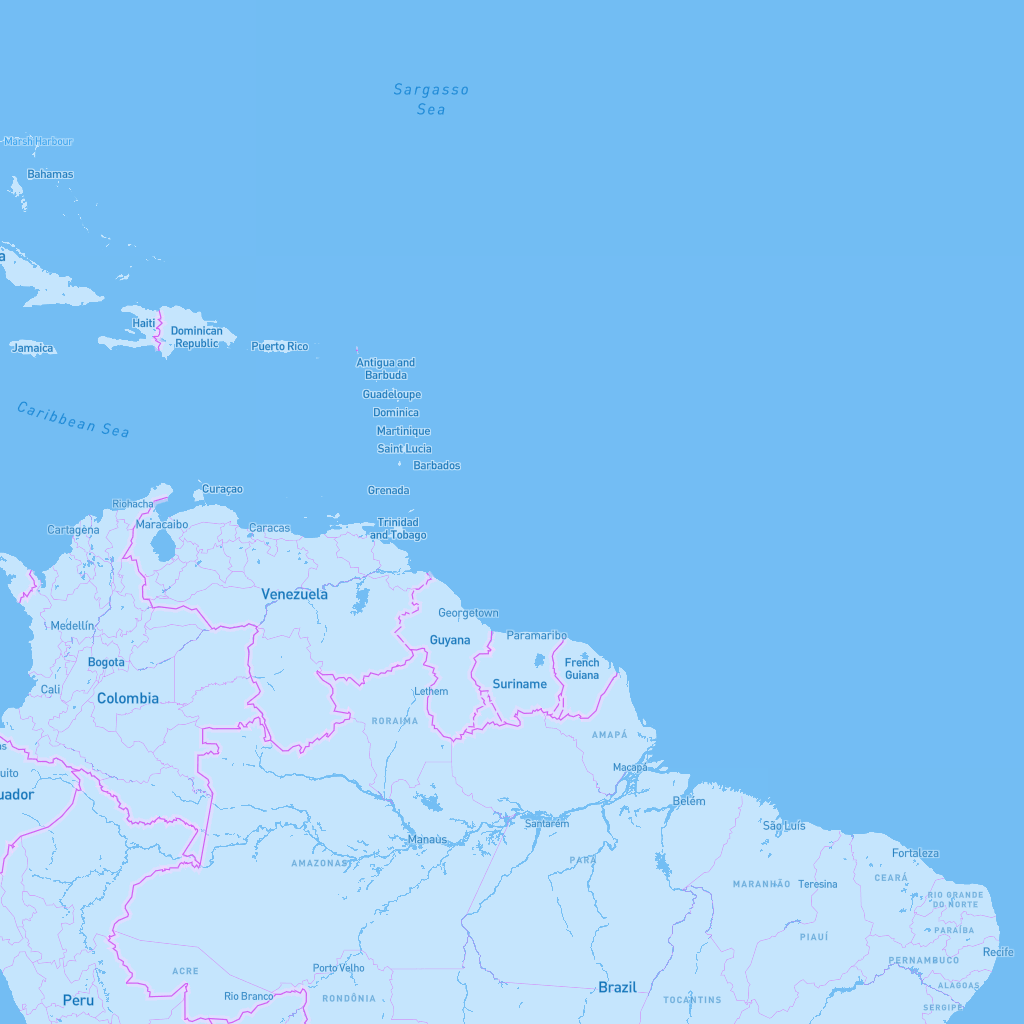 Sargasso
Sea
Marsh Harbour
Bahamas
Haiti
Dominican
Republic
Jamaica
Puerto Rico
Antigua and
Barbuda
Guadeloupe
Dominica
Caribbean Sea
Martinique
Saint Lucia
Barbados
Curaçao
Grenada
Riohacha
Cartagena
Maracaibo
Caracas
Trinidad
and Tobago
Venezuela
Georgetown
Medellín
Guyana
Paramaribo
Bogota
French
Guiana
Cali
Colombia
Lethem
Suriname
RORAIMA
AMAPÁ
uito
Macapá
uador
Belém
Santarém
São Luís
Manaus
Fortaleza
AMAZONAS
PARÁ
MARANHÃO
Teresina
CEARÁ
RIO GRANDE
DO NORTE
PARAÍBA
PIAUÍ
Recife
PERNAMBUCO
ACRE
Porto Velho
Peru
Rio Branco
RONDÔNIA
Brazil
TOCANTINS
ALAGOAS
SERGIPE